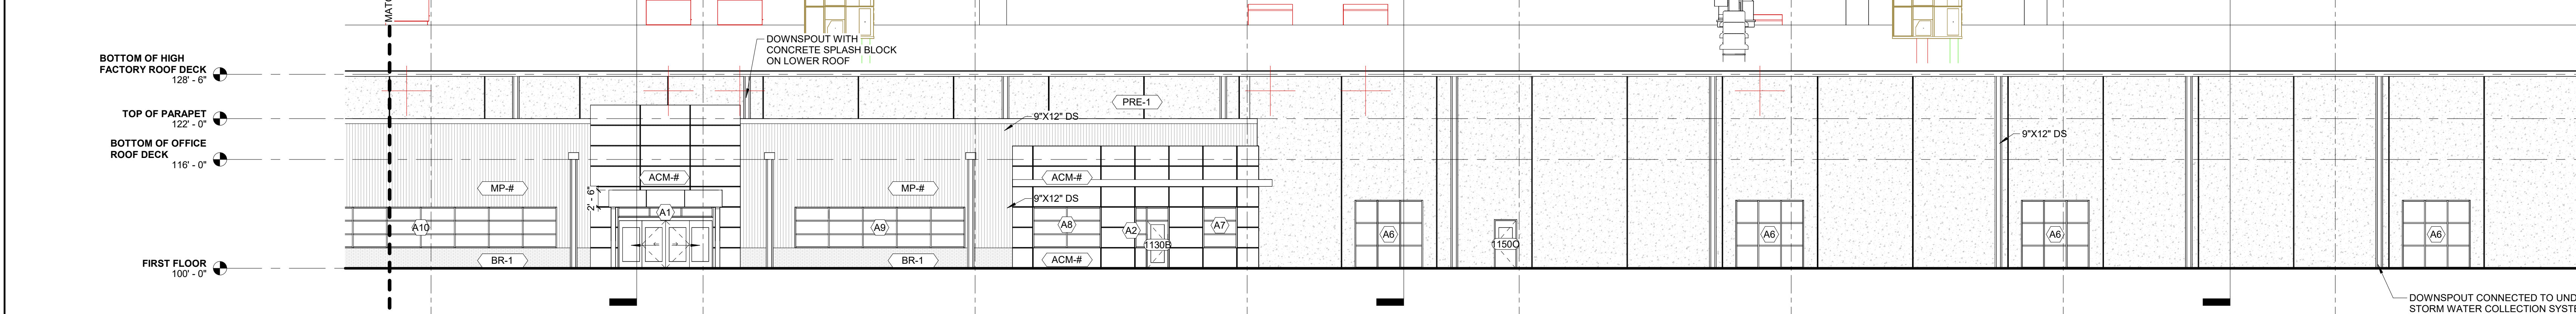 MATC
DOWNSPOUT WITH
CONCRETE SPLASH BLOCK
ON LOWER ROOF
BOTTOM OF HIGH
FACTORY ROOF DECK
128' - 6"
TOP OF PARAPET
122' - 0"
BOTTOM OF OFFICE
ROOF DECK
116' - 0"
FIRST FLOOR
100' - 0"
PRE-1
9"X12" DS
9"X12" DS
MP-#
ACM-#
MP-#
ACM-#
2' - 6"
9"X12" DS
A10
A1
A9
A8
A2
A7
1130B
A6
1150O
A6
A6
A6
BR-1
BR-1
ACM-#
DOWNSPOUT CONNECTED TO UND
STORM WATER COLLECTION SYSTE